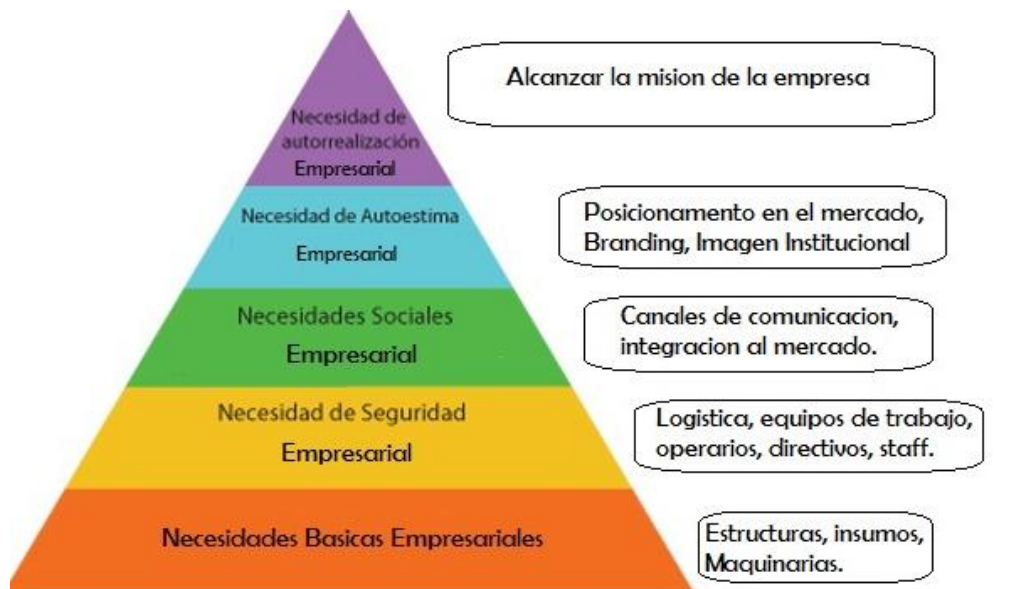 Alcanzar la mision de la empresa
Necesidad de
autorrealización
Empresarial
Necesidad de Autoestima
Empresarial
Posicionamento en el mercado,
Branding, Imagen Institucional
Necesidades Sociales
Empresarial
Canales de comunicacion,
integracion al mercado.
Necesidad de Seguridad
Empresarial
Logistica, equipos de trabajo,
operarios, directivos, staff.
Necesidades Basicas Empresariales
Estructuras, insumos,
Maquinarias.